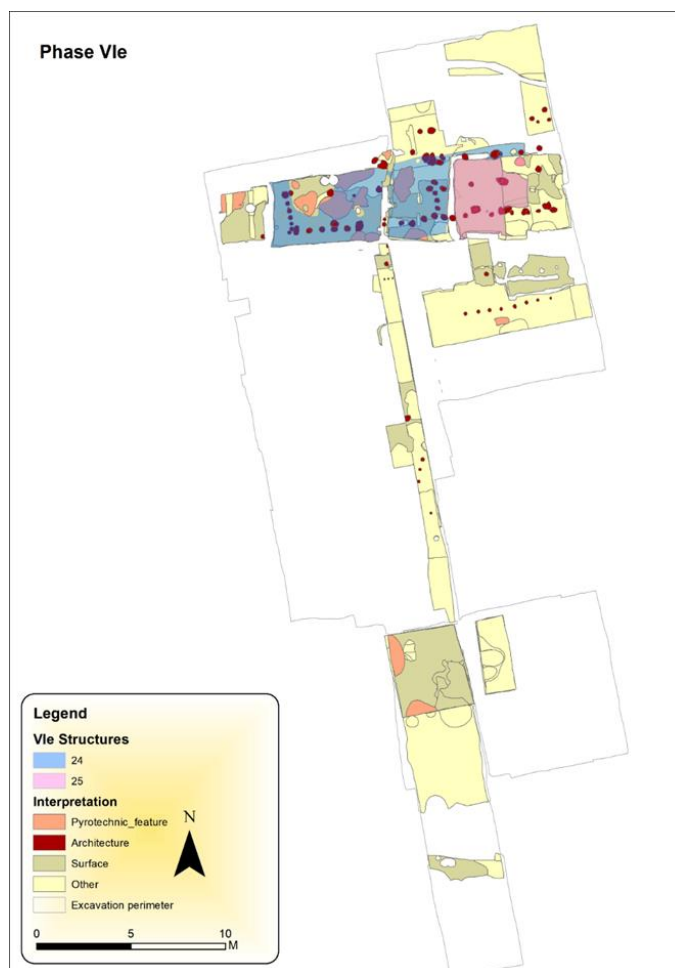 Phase VIe
Legend
VIe Structures
24
25
Interpretation
N
Pyrotechnic_feature
Architecture
Surface
Other
Excavation perimeter
0 5 10
M